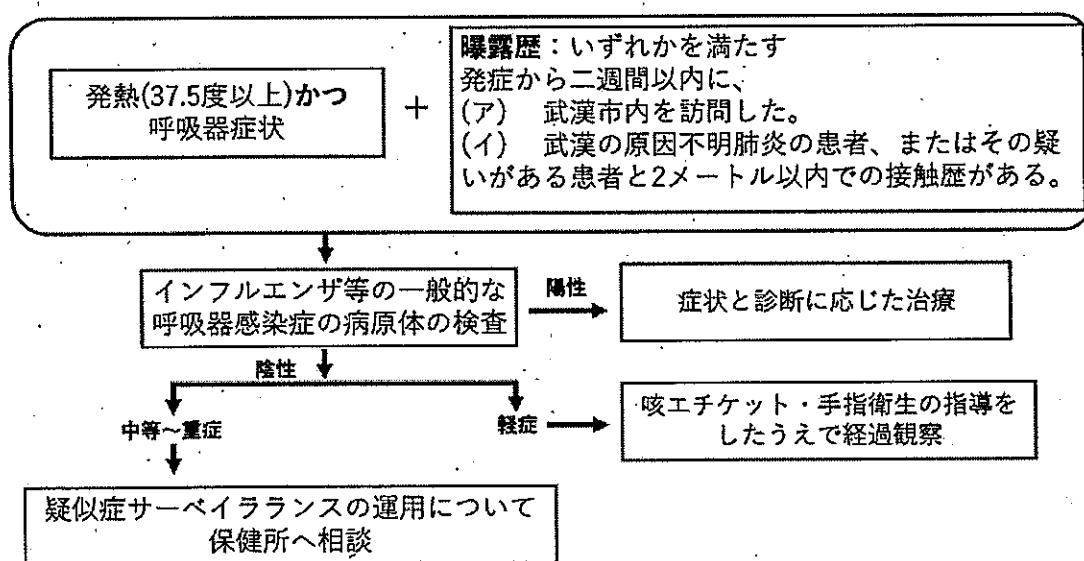 発熱(37.5度以上)かつ
呼吸器症状
+
曝露歴：いずれかを満たす
発症から二週間以内に、
(ア)　武漢市内を訪問した。
(イ)　武漢の原因不明肺炎の患者、またはその疑
いがある患者と2メートル以内での接触歴がある。
インフルエンザ等の一般的な
呼吸器感染症の病原体の検査
陽性
症状と診断に応じた治療
陰性
中等～重症
軽症
咳エチケット・手指衛生の指導を
したうえで経過観察
疑似症サーベイラランスの運用について
保健所へ相談